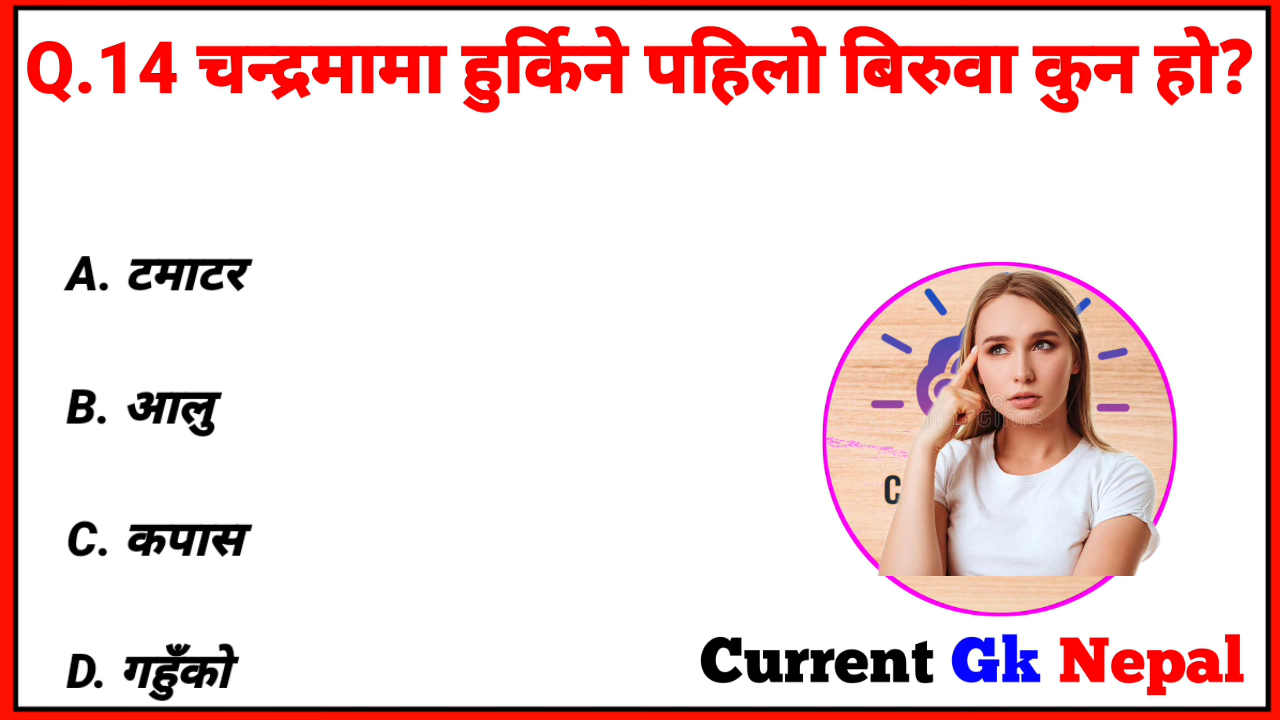 Q.14 चन्द्रमामा हुर्किने पहिलो बिरुवा कुन हो?
A. टमाटर
B. आलु
C. कपास
D. गहुँको
C
Current Gk Nepal